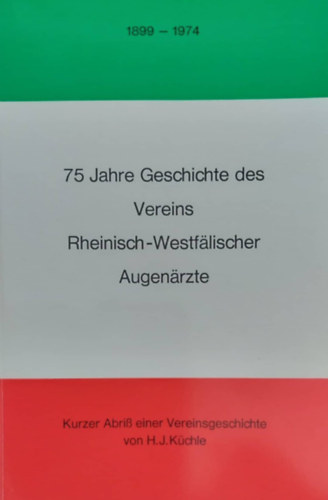 1899 – 1974
75 Jahre Geschichte des
Vereins
Rheinisch-Westfälischer
Augenärzte
Kurzer Abriß einer Vereinsgeschichte
von H.J.Küchle